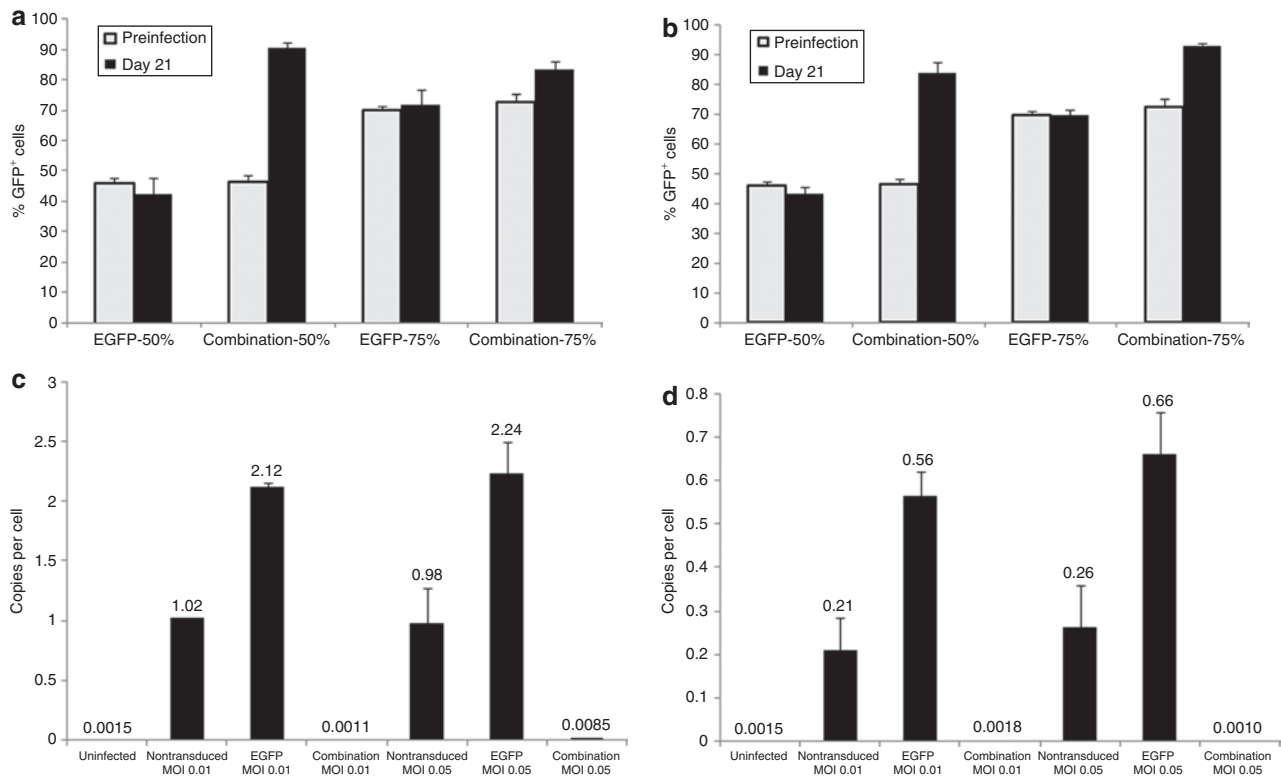 a
100
90
80
70
60
50
40
30
20
10
0
% GFP+ cells
Preinfection
Day 21
EGFP-50% Combination-50% EGFP-75% Combination-75%
b
100
90
80
70
60
50
40
30
20
10
0
% GFP+ cells
Preinfection
Day 21
EGFP-50% Combination-50% EGFP-75% Combination-75%
c
3
2.5
2
1.5
1
0.5
0
Copies per cell
0.0015
1.02
2.12
0.0011
0.98
2.24
0.0085
Uninfected Nontransduced EGFP Combination Nontransduced EGFP Combination
MOI 0.01 MOI 0.01 MOI 0.01 MOI 0.05 MOI 0.05 MOI 0.05
d
0.8
0.7
0.6
0.5
0.4
0.3
0.2
0.1
0
Copies per cell
0.0015
0.21
0.56
0.0018
0.26
0.66
0.0010
Uninfected Nontransduced EGFP Combination Nontransduced EGFP Combination
MOI 0.01 MOI 0.01 MOI 0.01 MOI 0.05 MOI 0.05 MOI 0.05